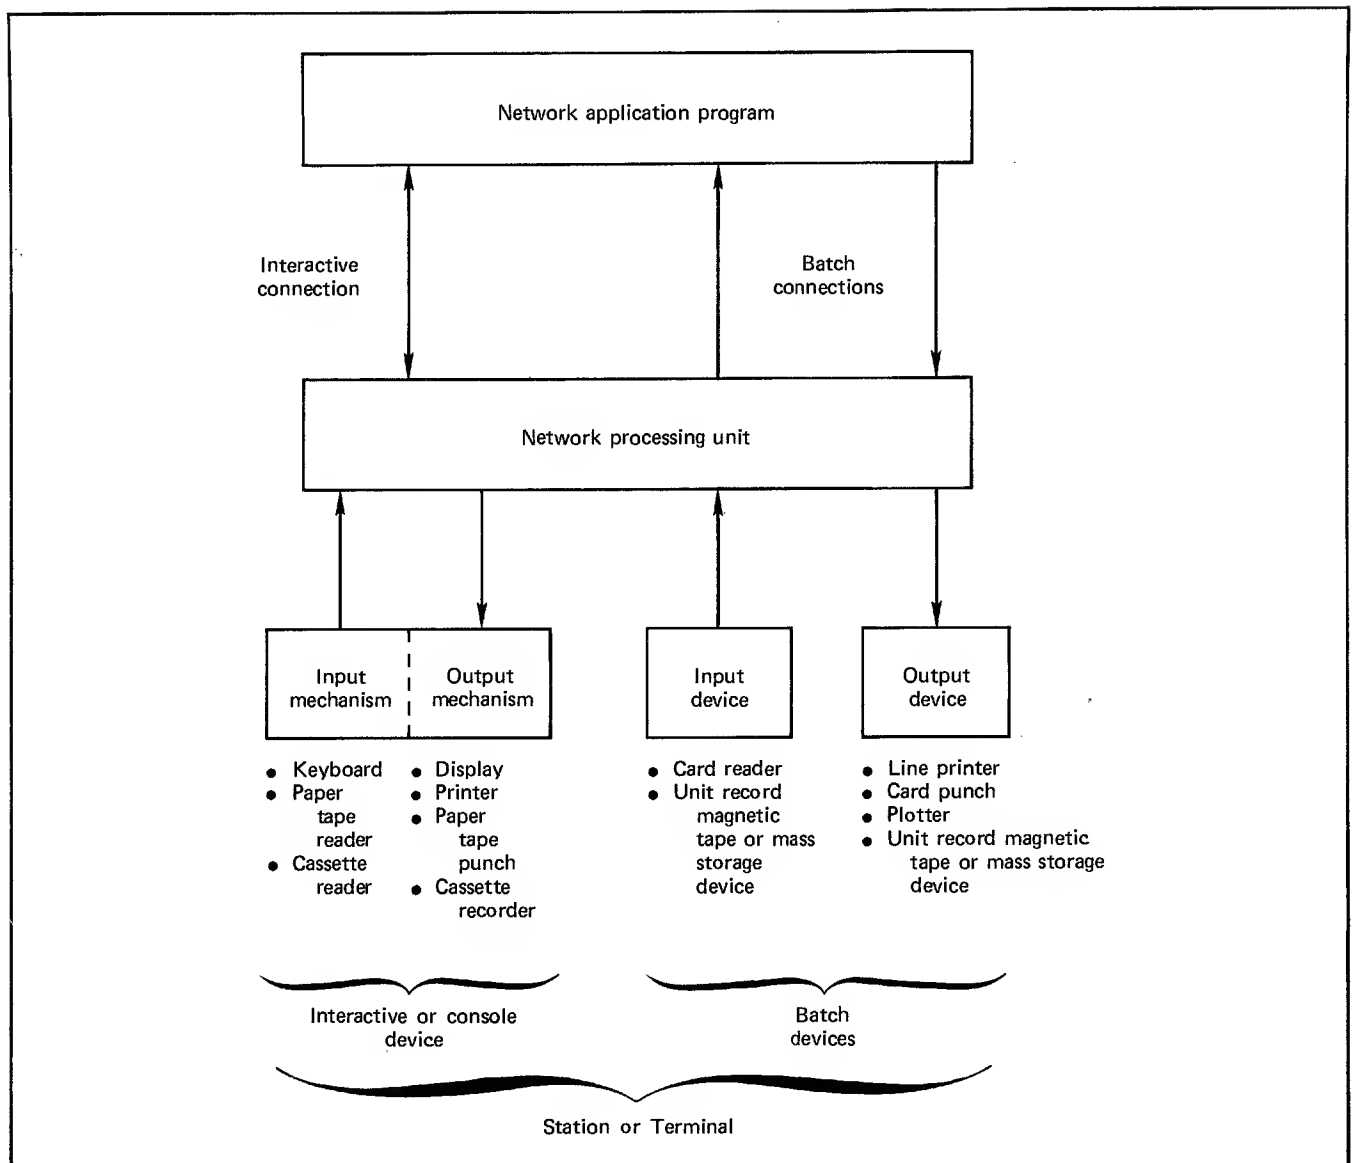 Network application program
Interactive
connection
Batch
connections
Network processing unit
Input
mechanism
Output
mechanism
Input
device
Output
device
● Keyboard
● Paper
tape
reader
● Cassette
reader
● Display
● Printer
● Paper
tape
punch
● Cassette
recorder
● Card reader
● Unit record
magnetic
tape or mass
storage
device
● Line printer
● Card punch
● Plotter
● Unit record magnetic
tape or mass storage
device
Interactive or console
device
Batch
devices
Station or Terminal